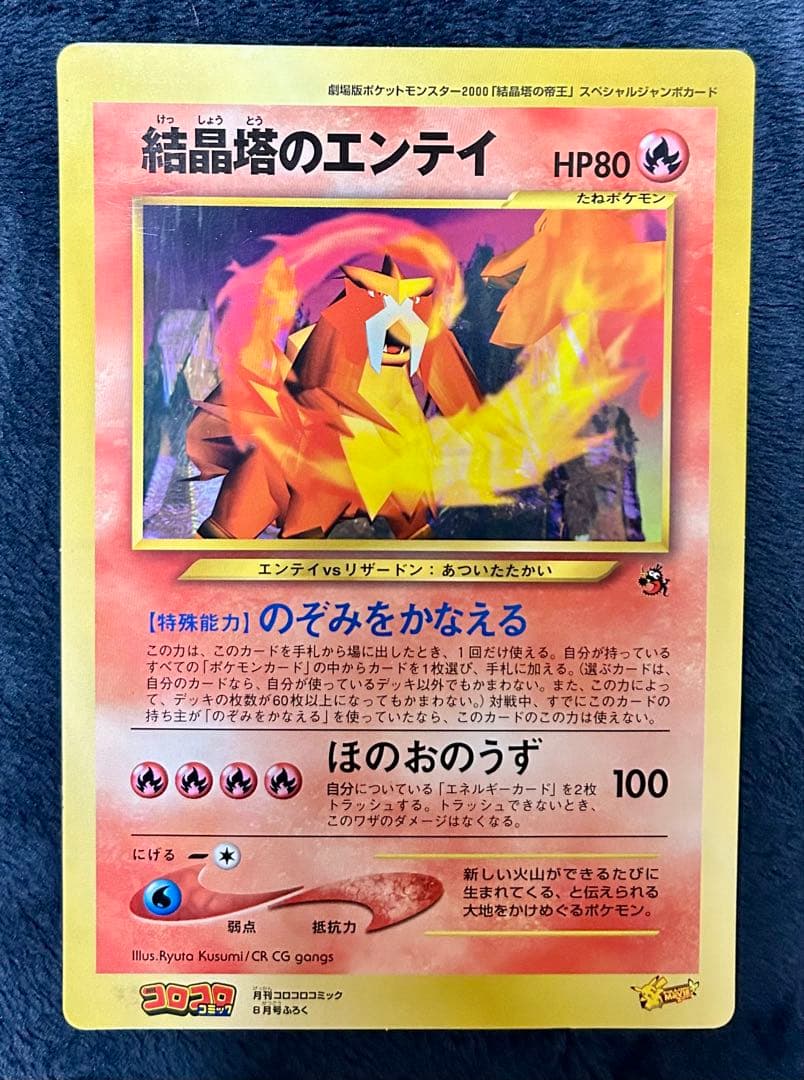 劇場版ポケットモンスター2000「結晶塔の帝王」スペシャルジャンボカード
けっしょうとう
結晶塔のエンテイ HP80
たねポケモン
エンテイvsリザードン:あついたたかい
【特殊能力】のぞみをかなえる
この力は、このカードを手札から場に出したとき、1回だけ使える。自分が持っている
すべての「ポケモンカード」の中からカードを1枚選び、手札に加える。(選ぶカードは、
自分のカードなら、自分が使っているデッキ以外でもかまわない。また、この力によっ
て、デッキの枚数が60枚以上になってもかまわない。)対戦中、すでにこのカードの
持ち主が「のぞみをかなえる」を使っていたなら、このカードのこの力は使えない。
ほのおのうず 100
自分についている「エネルギーカード」を2枚
トラッシュする。トラッシュできないとき、
このワザのダメージはなくなる。
にげる
弱点 抵抗力
新しい火山ができるたびに
生まれてくる、と伝えられる
大地をかけめぐるポケモン。
Illus.Ryuta Kusumi/CR CG gangs
コロコロ
コミック
げっかん
月刊コロコロコミック
がつごう
8月号ふろく
MOVIE